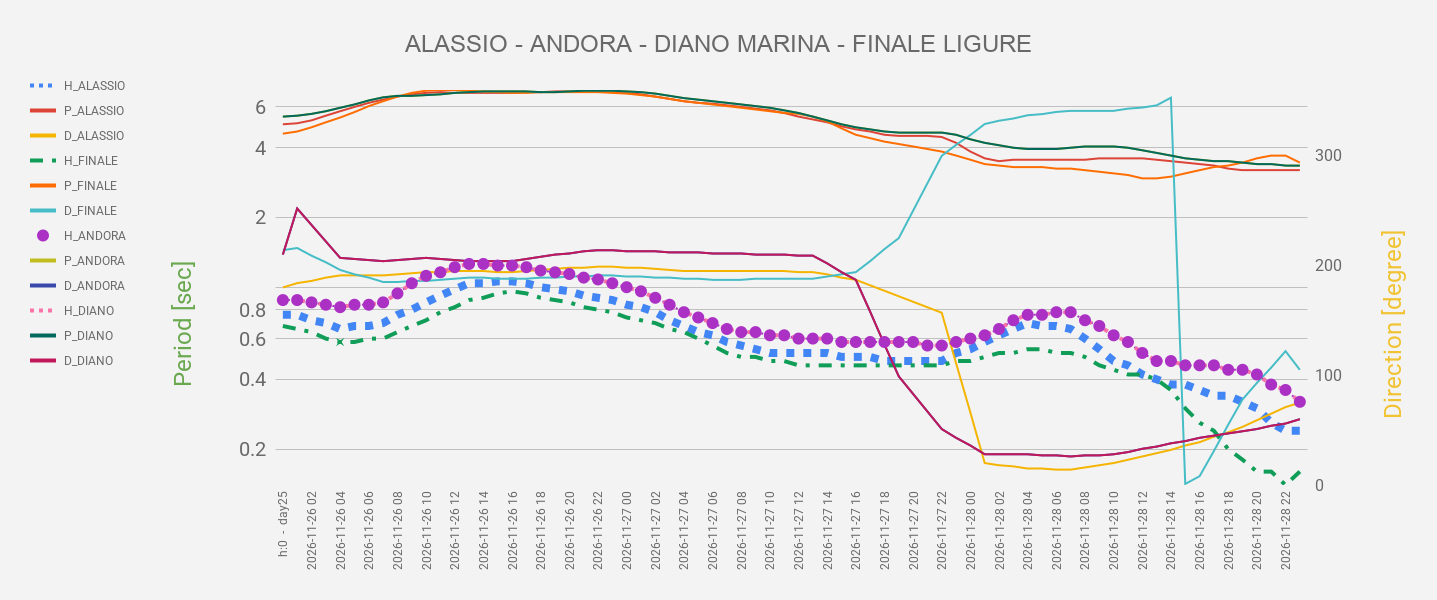 ALASSIO - ANDORA - DIANO MARINA - FINALE LIGURE
H_ALASSIO
P_ALASSIO
D_ALASSIO
H_FINALE
P_FINALE
D_FINALE
H_ANDORA
P_ANDORA
D_ANDORA
H_DIANO
P_DIANO
D_DIANO
Period [sec]
6
4
2
0.8
0.6
0.4
0.2
300
200
100
0
Direction [degree]
h:0 - day25
2026-11-26 02
2026-11-26 04
2026-11-26 06
2026-11-26 08
2026-11-26 10
2026-11-26 12
2026-11-26 14
2026-11-26 16
2026-11-26 18
2026-11-26 20
2026-11-26 22
2026-11-27 00
2026-11-27 02
2026-11-27 04
2026-11-27 06
2026-11-27 08
2026-11-27 10
2026-11-27 12
2026-11-27 14
2026-11-27 16
2026-11-27 18
2026-11-27 20
2026-11-27 22
2026-11-28 00
2026-11-28 02
2026-11-28 04
2026-11-28 06
2026-11-28 08
2026-11-28 10
2026-11-28 12
2026-11-28 14
2026-11-28 16
2026-11-28 18
2026-11-28 20
2026-11-28 22